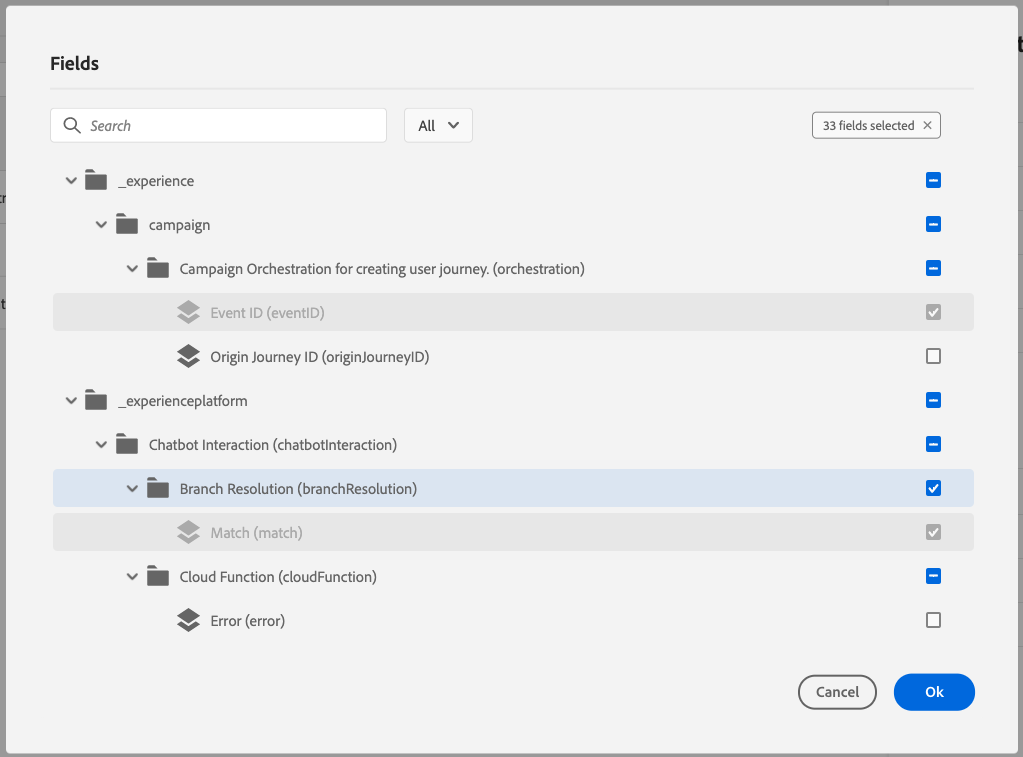 Fields
Search
All
33 fields selected
_experience
campaign
Campaign Orchestration for creating user journey. (orchestration)
Event ID (eventID)
Origin Journey ID (originJourneyID)
_experienceplatform
Chatbot Interaction (chatbotInteraction)
Branch Resolution (branchResolution)
Match (match)
Cloud Function (cloudFunction)
Error (error)
Cancel
Ok